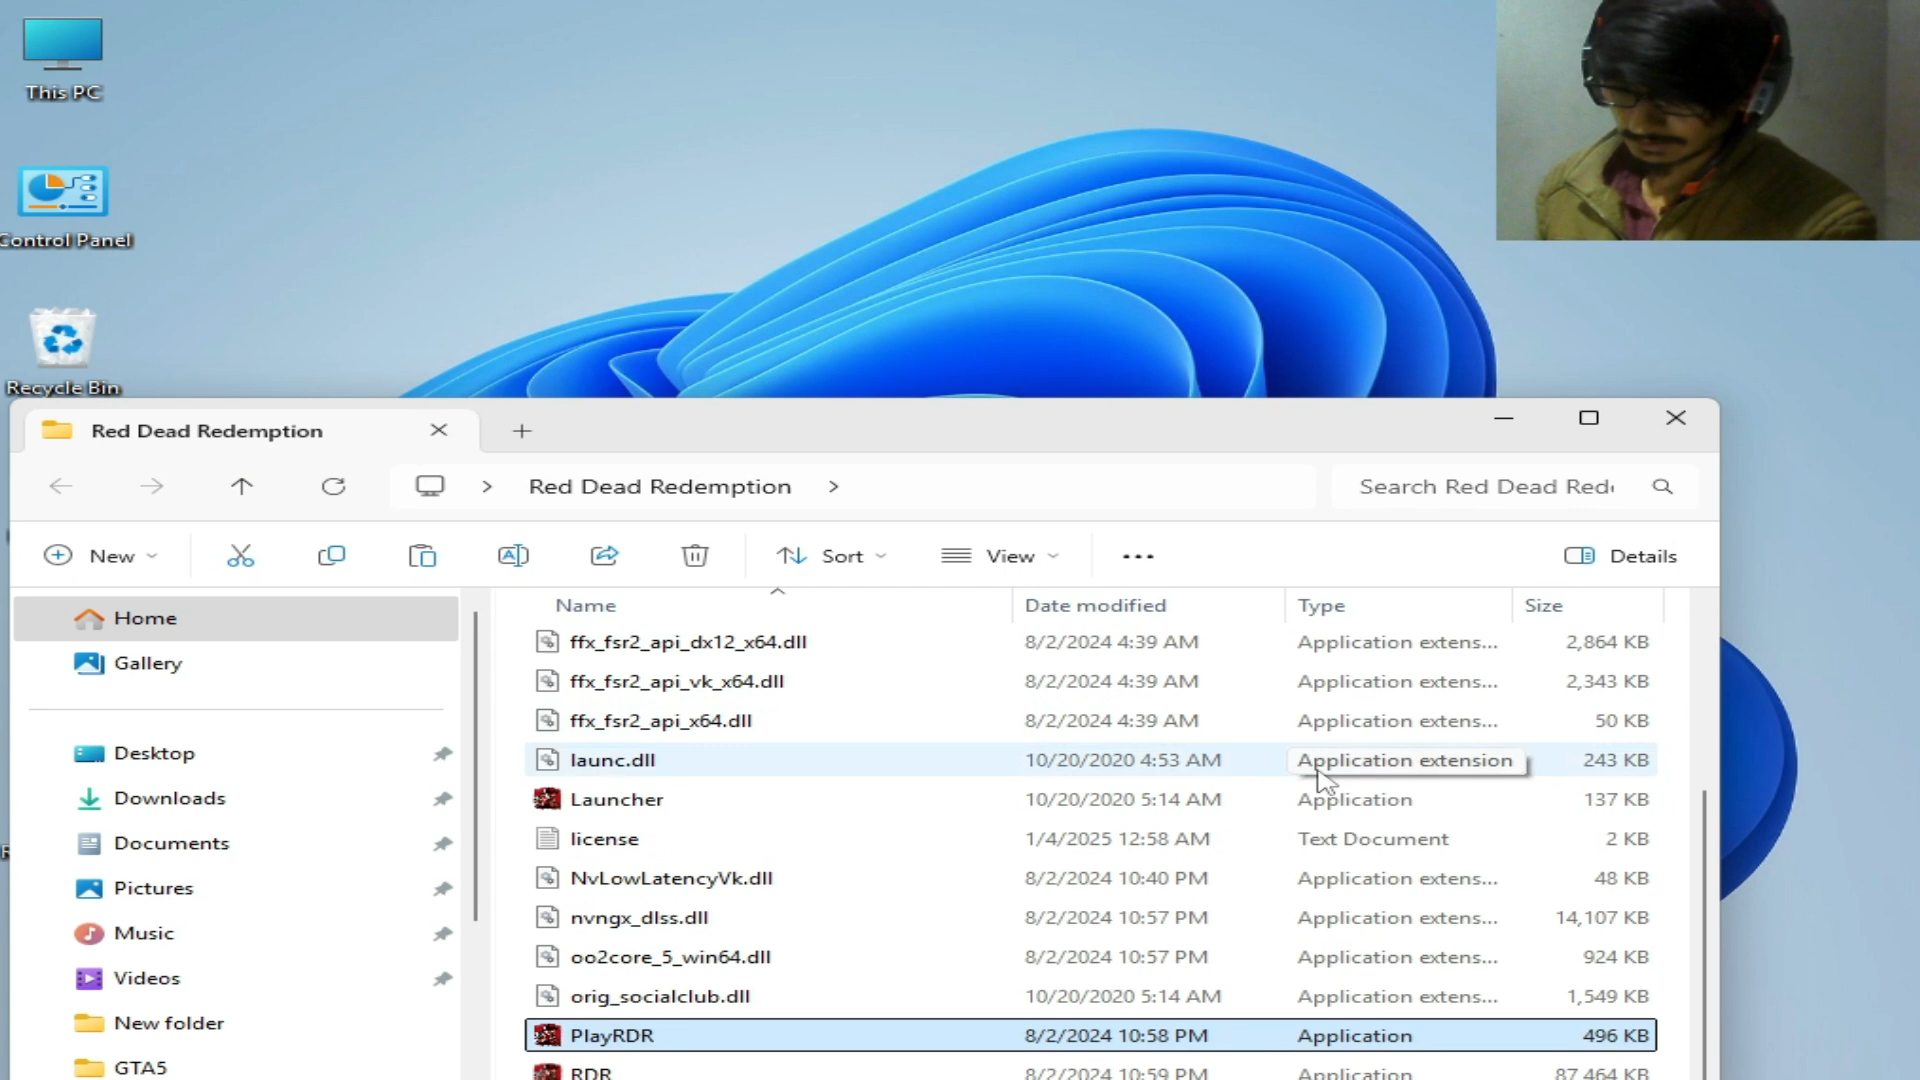 This PC
Control Panel
Recycle Bin
Red Dead Redemption
Red Dead Redemption
Search Red Dead Red
New
Sort
View
Details
Home
Gallery
Desktop
Downloads
Documents
Pictures
Music
Videos
New folder
GTA5
Name Date modified Type Size
ffx_fsr2_api_dx12_x64.dll 8/2/2024 4:39 AM Application extens... 2,864 KB
ffx_fsr2_api_vk_x64.dll 8/2/2024 4:39 AM Application extens... 2,343 KB
ffx_fsr2_api_x64.dll 8/2/2024 4:39 AM Application extens... 50 KB
launc.dll 10/20/2020 4:53 AM Application extension 243 KB
Launcher 10/20/2020 5:14 AM Application 137 KB
license 1/4/2025 12:58 AM Text Document 2 KB
NvLowLatencyVk.dll 8/2/2024 10:40 PM Application extens... 48 KB
nvngx_dlss.dll 8/2/2024 10:57 PM Application extens... 14,107 KB
oo2core_5_win64.dll 8/2/2024 10:57 PM Application extens... 924 KB
orig_socialclub.dll 10/20/2020 5:14 AM Application extens... 1,549 KB
PlayRDR 8/2/2024 10:58 PM Application 496 KB
RDR 8/2/2024 10:59 PM Application 87,464 KB